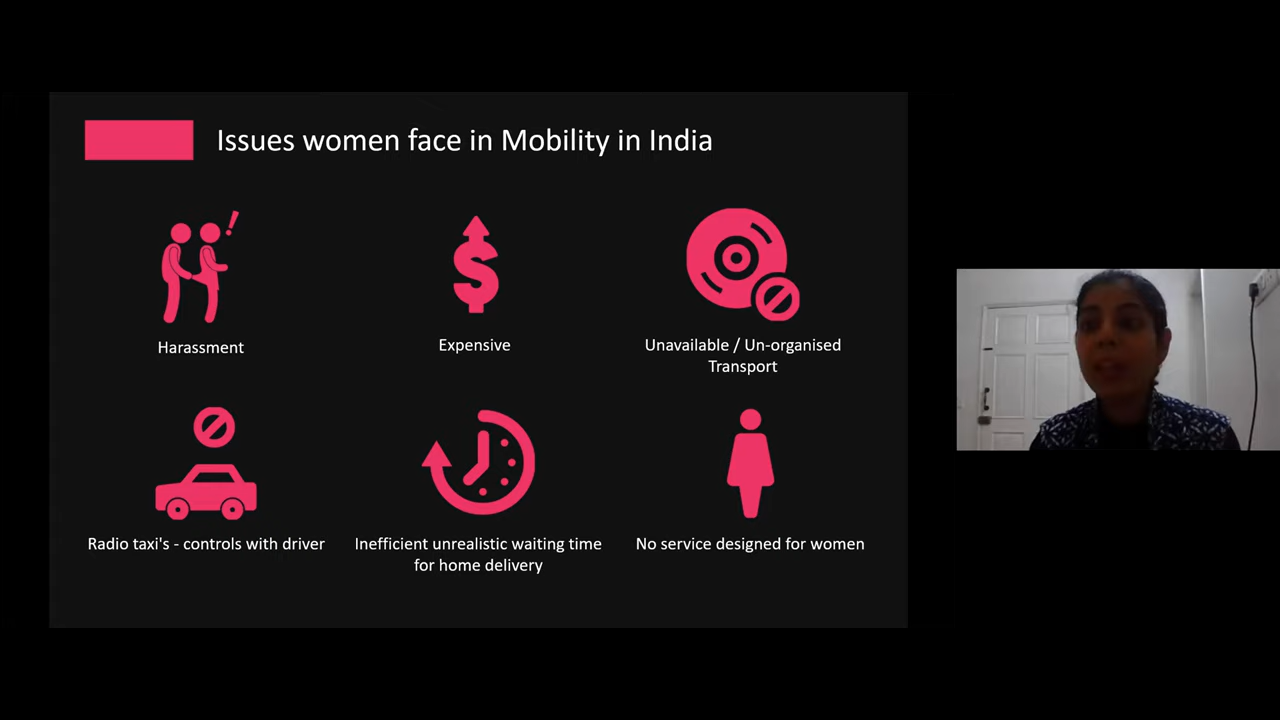 Issues women face in Mobility in India
Harassment
Expensive
Unavailable / Un-organised
Transport
Radio taxi's - controls with driver
Inefficient unrealistic waiting time
for home delivery
No service designed for women